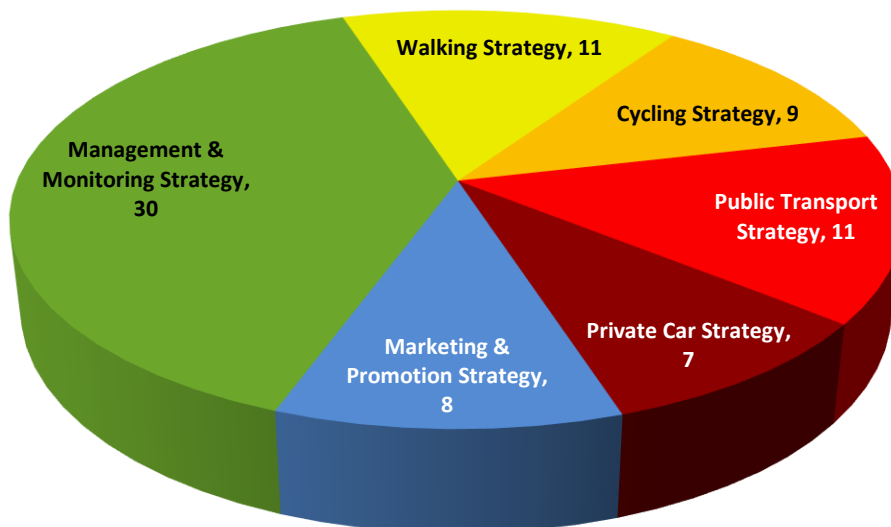 Walking Strategy, 11
Cycling Strategy, 9
Public Transport
Strategy, 11
Private Car Strategy,
7
Marketing &
Promotion Strategy,
8
Management &
Monitoring Strategy,
30